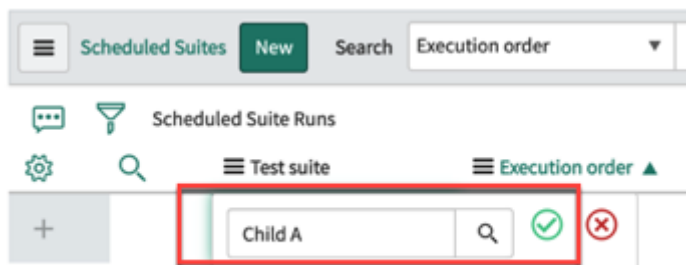 Scheduled Suites New Search Execution order
Scheduled Suite Runs
Test suite Execution order
Child A